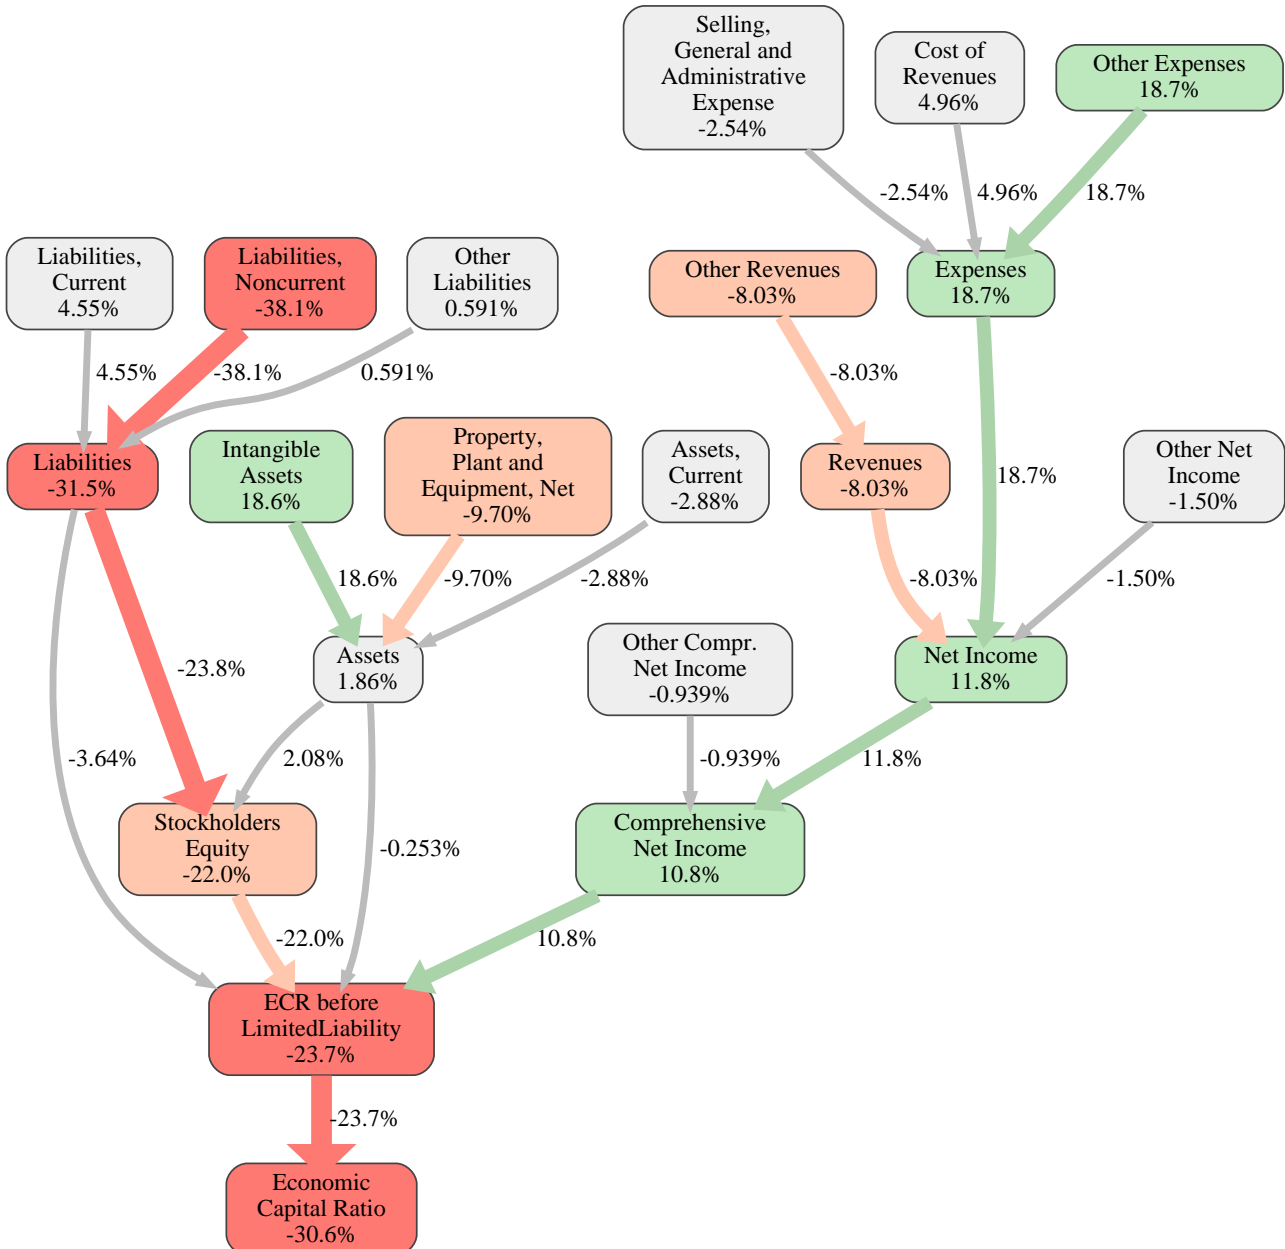 Selling,
General and
Administrative
Expense
-2.54%
Cost of
Revenues
4.96%
Other Expenses
18.7%
-2.54%
4.96%
18.7%
Liabilities,
Current
4.55%
Liabilities,
Noncurrent
-38.1%
Other
Liabilities
0.591%
Other Revenues
-8.03%
Expenses
18.7%
4.55%
-38.1%
0.591%
-8.03%
18.7%
Liabilities
-31.5%
Intangible
Assets
18.6%
Property,
Plant and
Equipment, Net
-9.70%
Assets,
Current
-2.88%
Revenues
-8.03%
Other Net
Income
-1.50%
18.6%
-9.70%
-2.88%
-8.03%
-1.50%
-23.8%
Assets
1.86%
Other Compr.
Net Income
-0.939%
Net Income
11.8%
-3.64%
2.08%
-0.939%
11.8%
Stockholders
Equity
-22.0%
-0.253%
Comprehensive
Net Income
10.8%
-22.0%
10.8%
ECR before
LimitedLiability
-23.7%
-23.7%
Economic
Capital Ratio
-30.6%